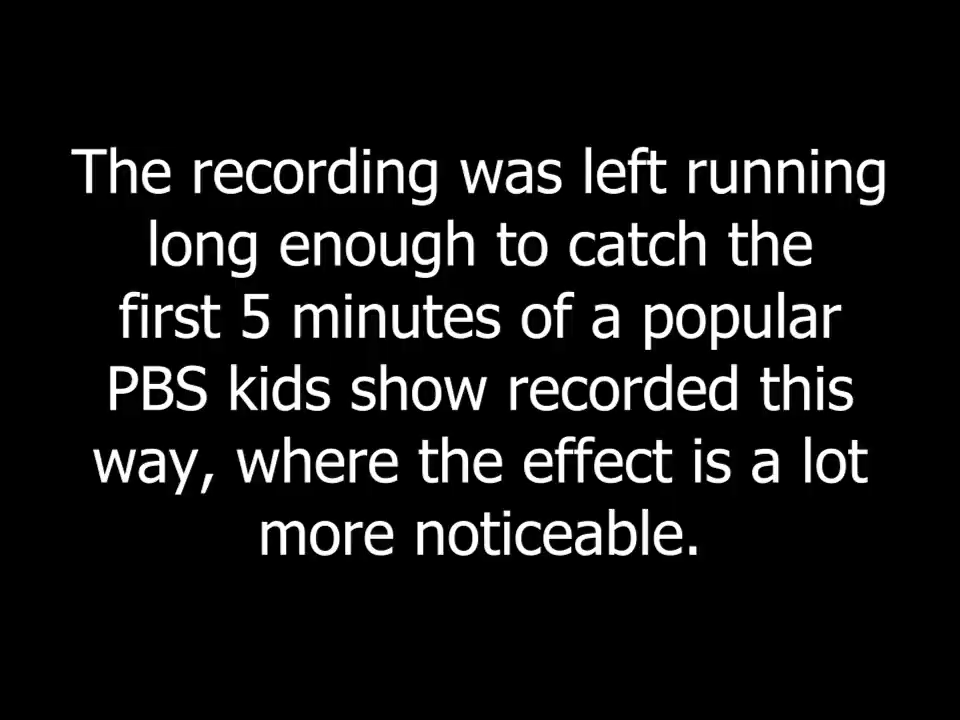 The recording was left running
long enough to catch the
first 5 minutes of a popular
PBS kids show recorded this
way, where the effect is a lot
more noticeable.